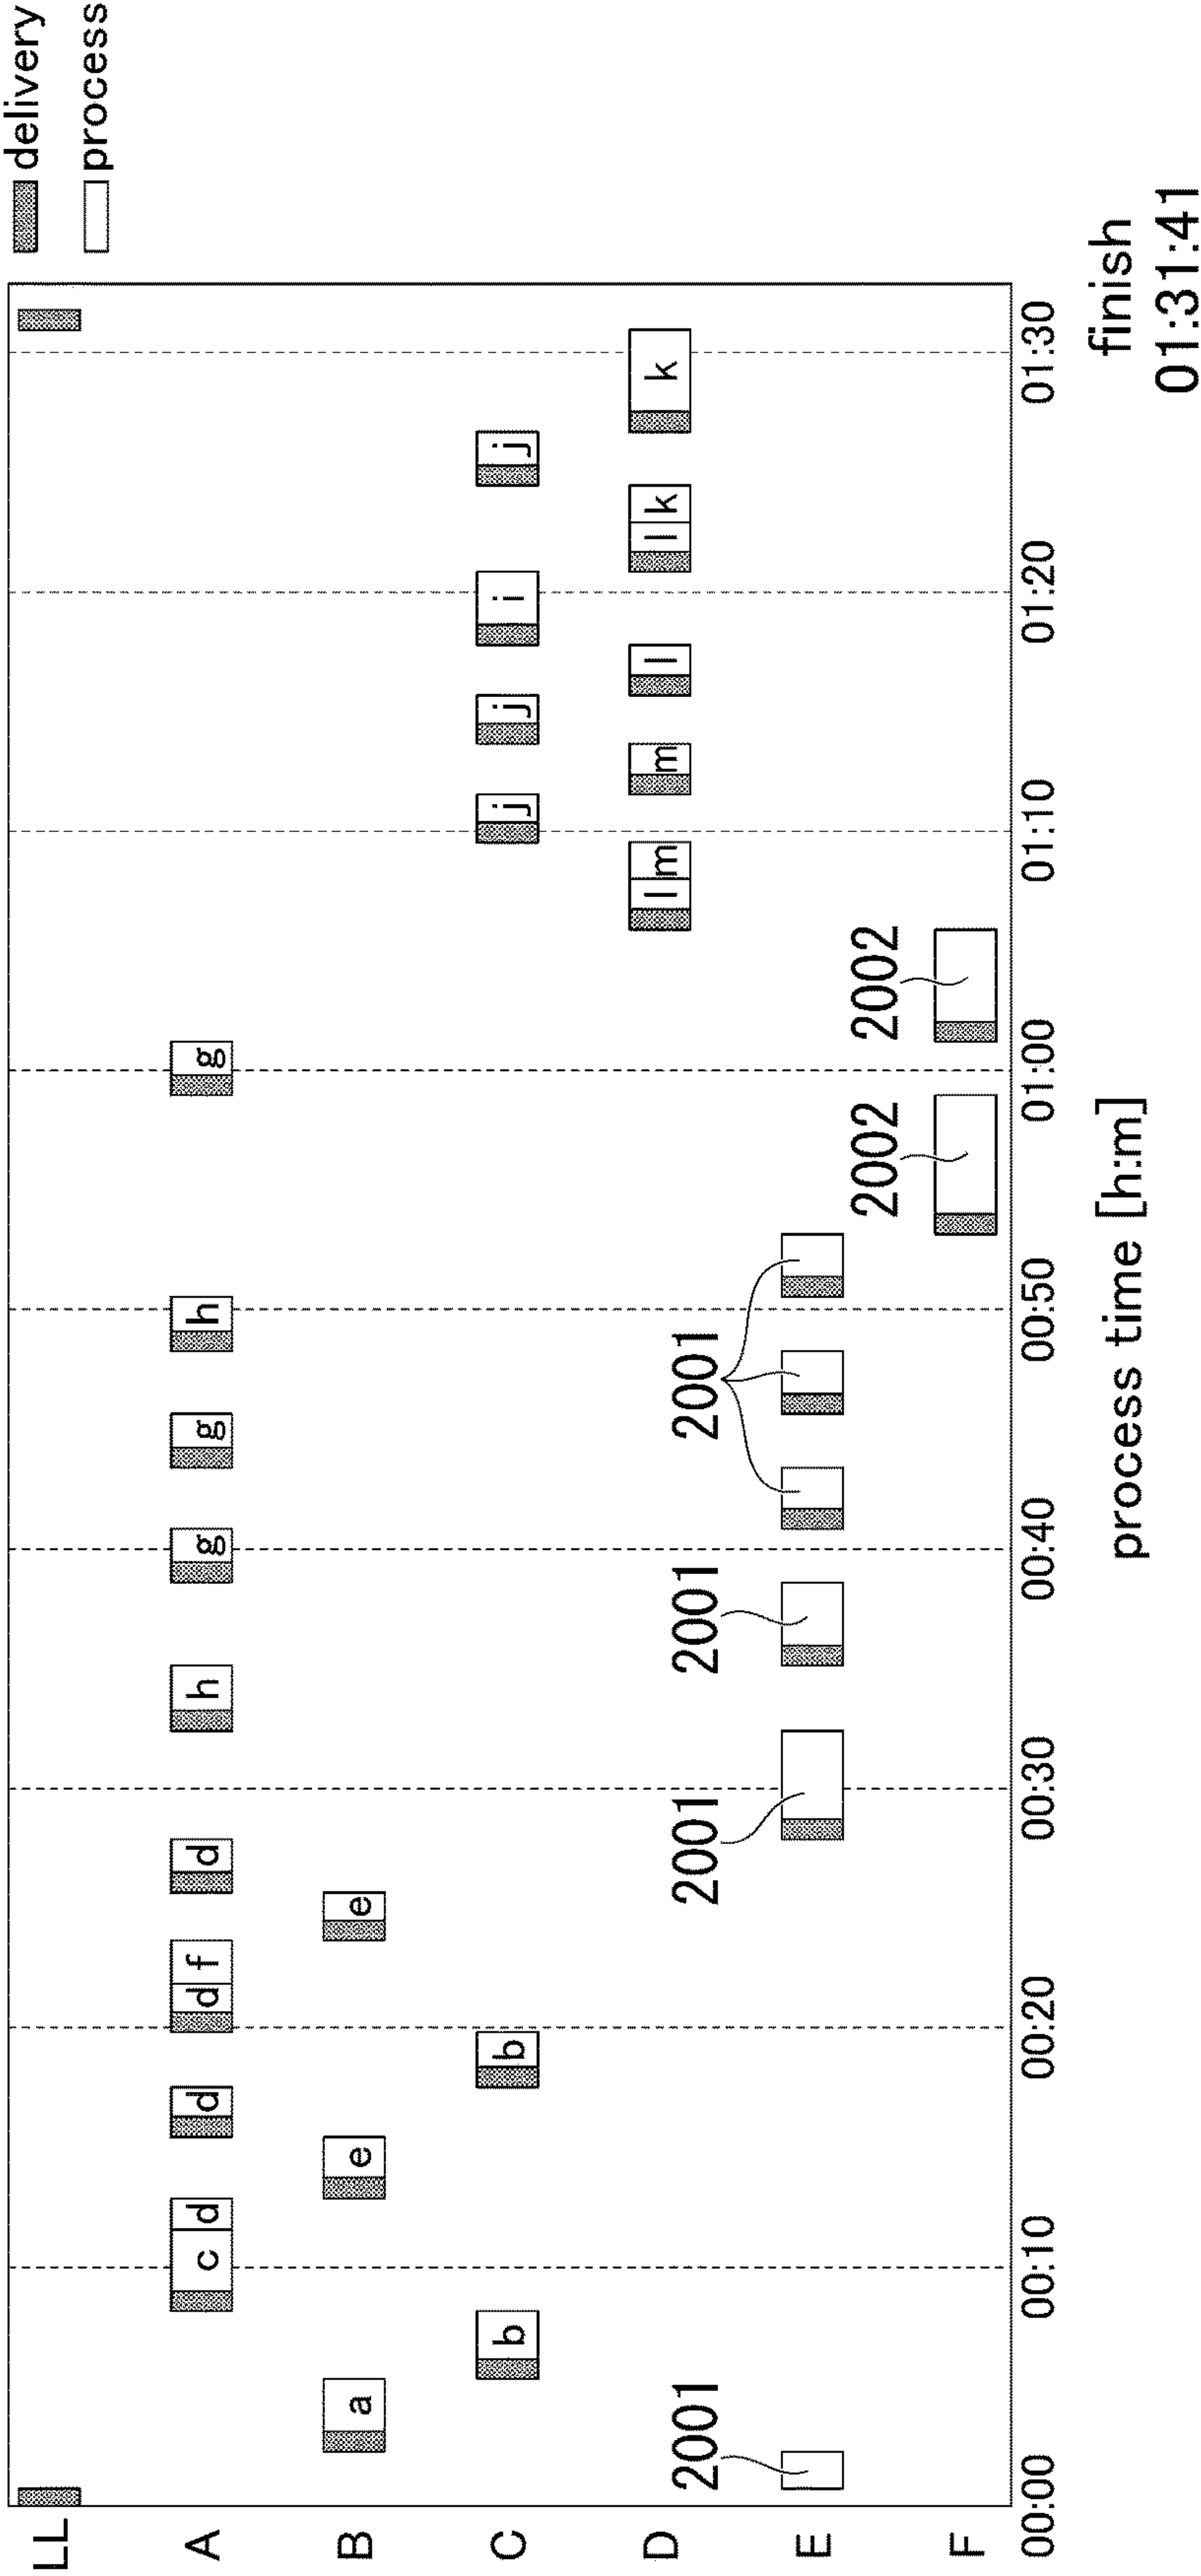 delivery
process
LL
A
c d
d
d f
d
h
g
g
h
g
B
a
e
e
C
b
b
j
j
i
j
D
l m
m
l
l k
k
E
2001
2001
2001
2001
F
2002
2002
00:00
00:10
00:20
00:30
00:40
00:50
01:00
01:10
01:20
01:30
process time [h:m]
finish
01:31:41